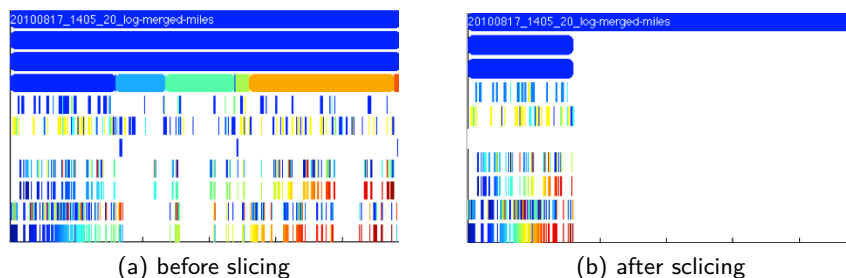 20100817_1405_20_log-merged-miles
20100817_1405_20_log-merged-miles
(a) before slicing
(b) after sclicing